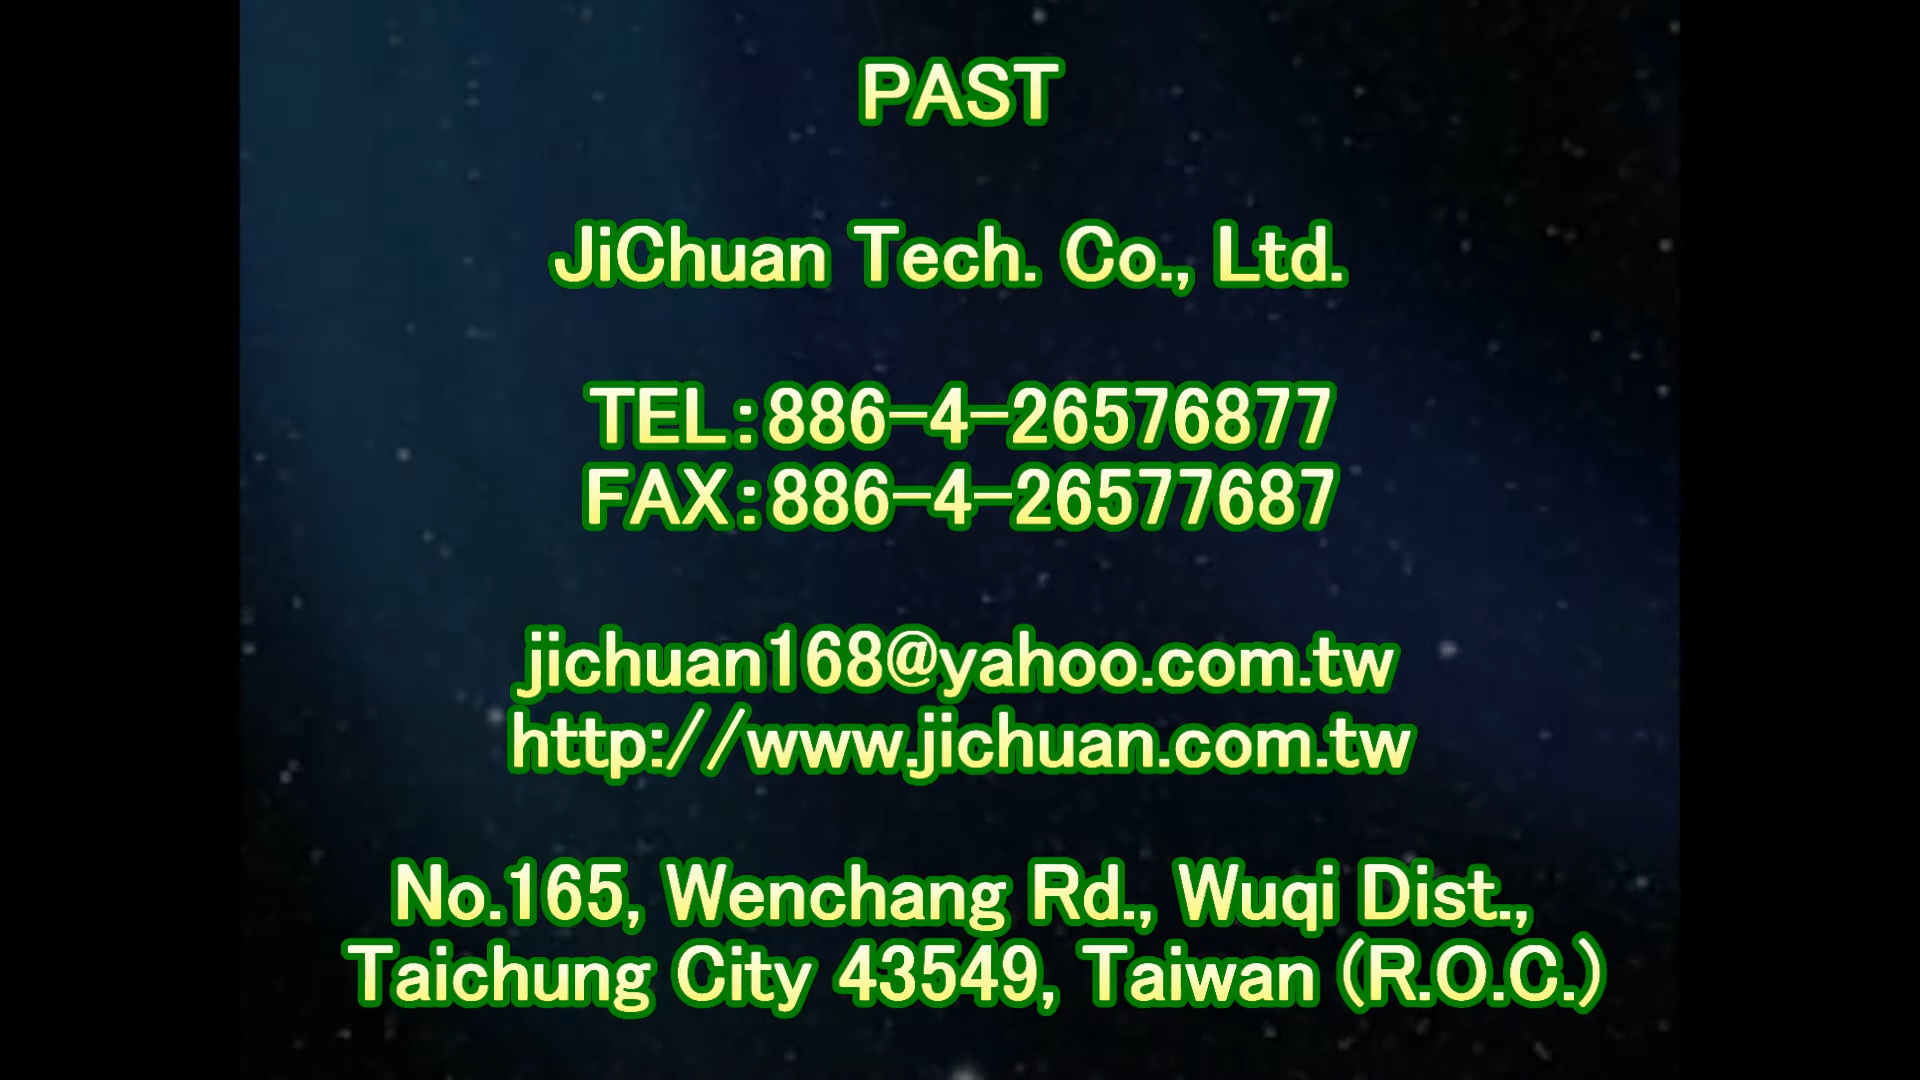 PAST
JiChuan Tech. Co., Ltd.
TEL:886-4-26576877
FAX:886-4-26577687
jichuan168@yahoo.com.tw
http://www.jichuan.com.tw
No.165, Wenchang Rd., Wuqi Dist.,
Taichung City 43549, Taiwan (R.O.C.)